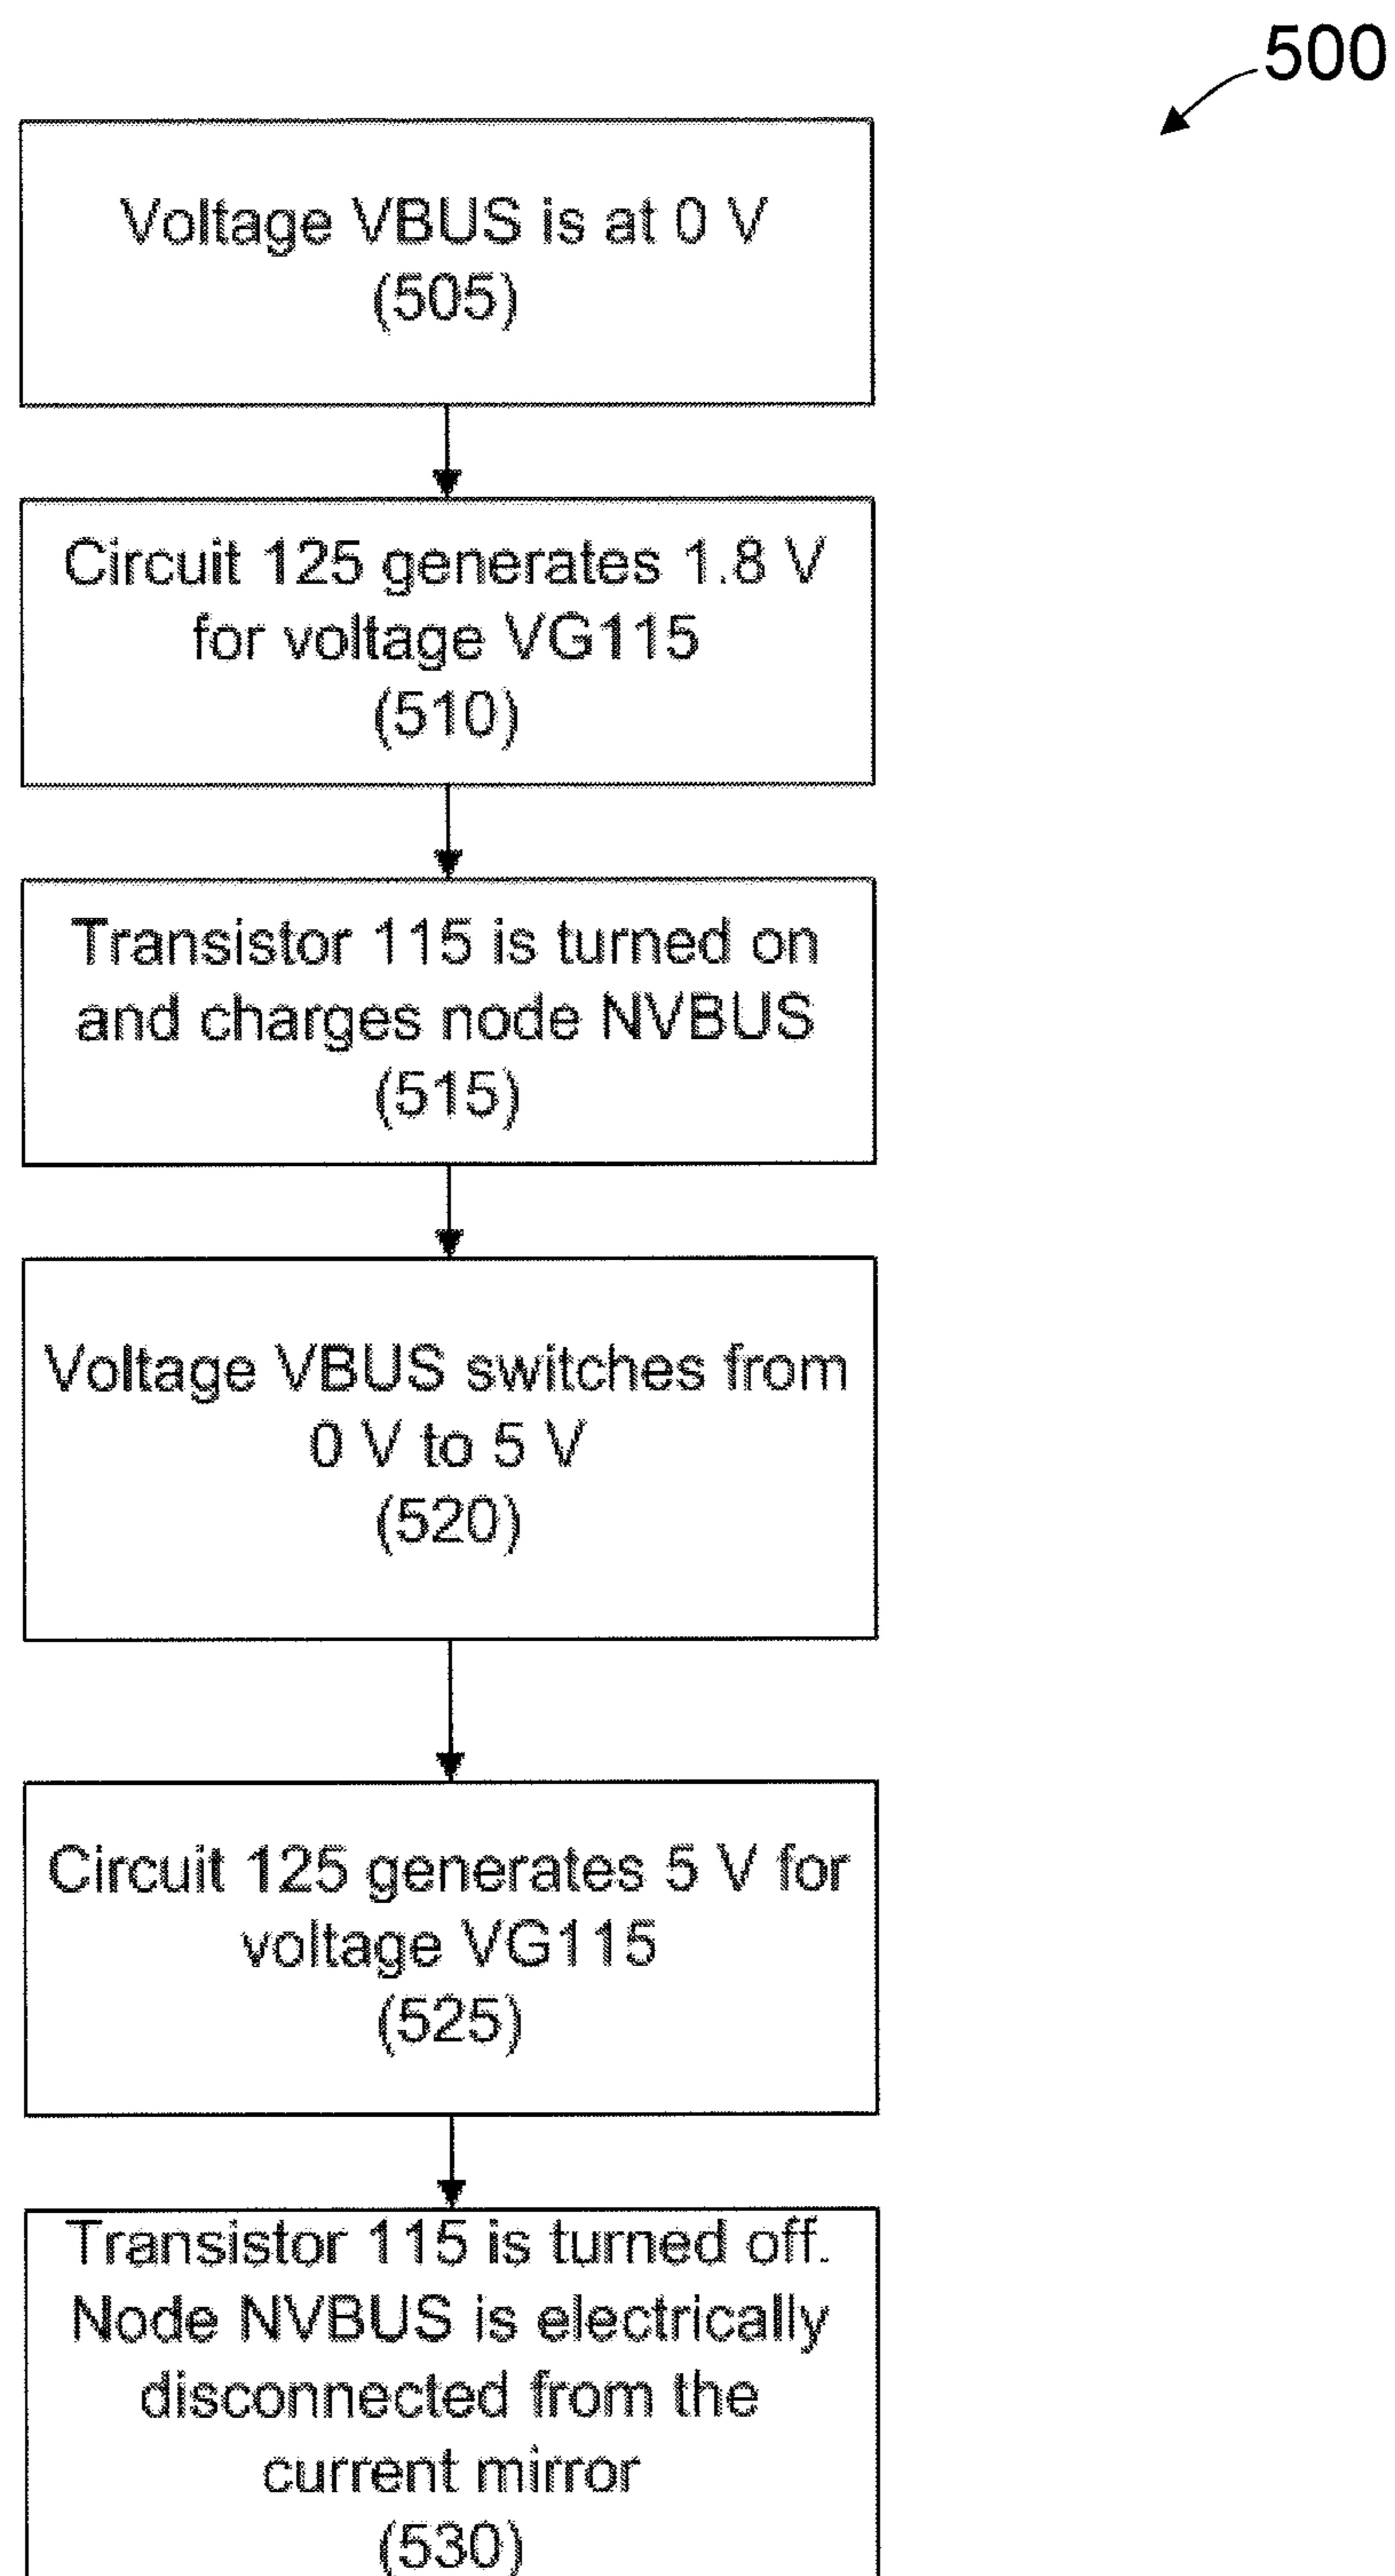 500
Voltage VBUS is at 0 V
(505)
Circuit 125 generates 1.8 V
for voltage VG115
(510)
Transistor 115 is turned on
and charges node NVBUS
(515)
Voltage VBUS switches from
0 V to 5 V
(520)
Circuit 125 generates 5 V for
voltage VG115
(525)
Transistor 115 is turned off.
Node NVBUS is electrically
disconnected from the
current mirror
(530)